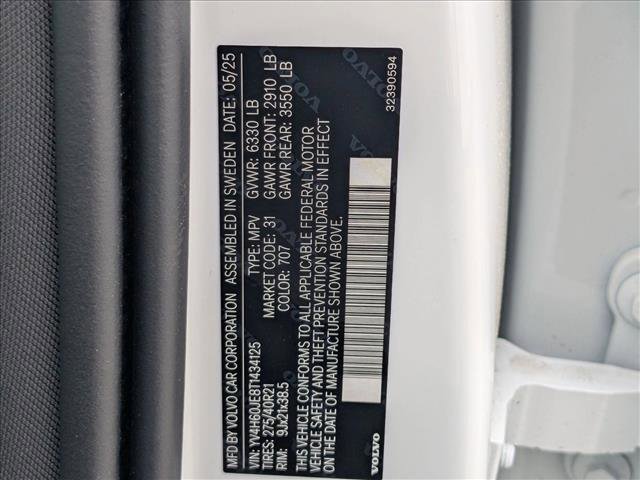 MFD BY VOLVO CAR CORPORATION ASSEMBLED IN SWEDEN DATE: 05/25
VIN: YV4H60JE8T1434125 TYPE: MPV GVWR: 6330 LB
TIRES: 275/40R21 MARKET CODE: 31 GAWR FRONT: 2910 LB
RIM: 9Jx21x38.5 COLOR: 707 GAWR REAR: 3550 LB
THIS VEHICLE CONFORMS TO ALL APPLICABLE FEDERAL MOTOR
VEHICLE SAFETY AND THEFT PREVENTION STANDARDS IN EFFECT
ON THE DATE OF MANUFACTURE SHOWN ABOVE.
VOLVO 32390594